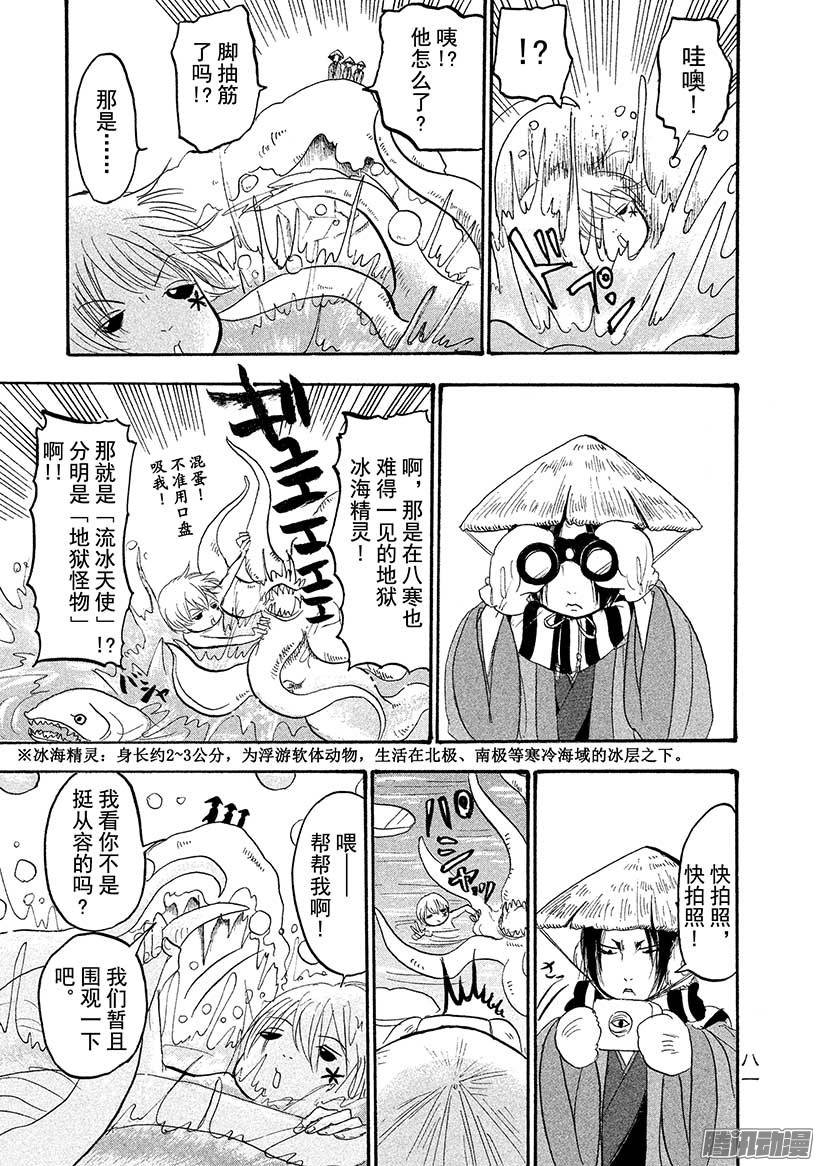 哇噢！
!?
ドプ
咦!?
他怎么了?
脚抽筋
了吗!?
那是……
啊，那是在八寒也
难得一见的地狱
冰海精灵！
混蛋！
不准用口盘
吸我！
那就是「流冰天使」!?
分明是「地狱怪物」
啊!!
※冰海精灵：身长约2~3公分，为浮游软体动物，生活在北极、南极等寒冷海域的冰层之下。
快拍照，
快拍照！
喂——
帮帮我啊！
我看你不是
挺从容的吗？
我们暂且
围观一下
吧。
八一
腾讯动漫